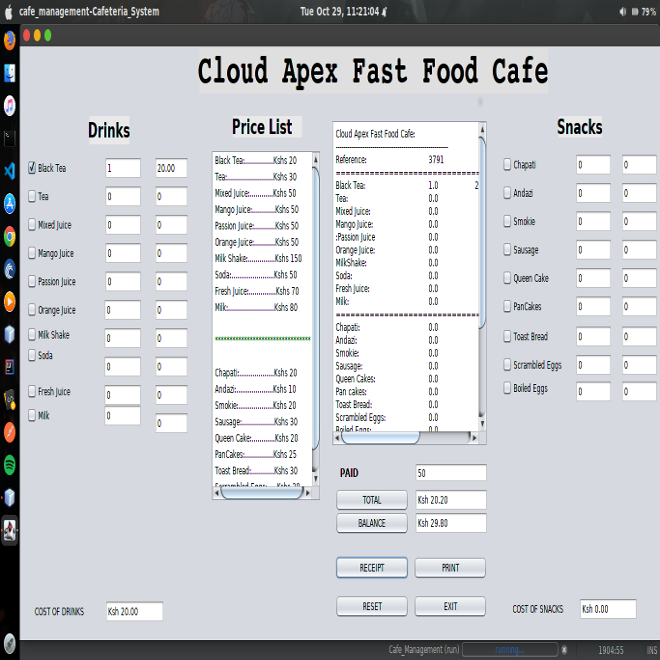 cafe_management-Cafeteria_System
Tue Oct 29, 11:21:04
79%
Cloud Apex Fast Food Cafe
Drinks
Black Tea 1 20.00
Tea 0 0
Mixed Juice 0 0
Mango Juice 0 0
Passion Juice 0 0
Orange Juice 0 0
Milk Shake 0 0
Soda 0 0
Fresh Juice 0 0
Milk 0 0
COST OF DRINKS Ksh 20.00
Price List
Black Tea:............Kshs 20
Tea:...................Kshs 30
Mixed Juice:..........Kshs 50
Mango Juice:.........Kshs 50
Passion Juice:........Kshs 50
Orange Juice:.........Kshs 50
Milk Shake:...........Kshs 150
Soda:..................Kshs 50
Fresh Juice:...........Kshs 70
Milk:...................Kshs 80
Chapati:..............Kshs 20
Andazi:...............Kshs 10
Smokie:...............Kshs 20
Sausage:.............Kshs 30
Queen Cake:.........Kshs 20
PanCakes:............Kshs 25
Toast Bread:.........Kshs 30
Cloud Apex Fast Food Cafe:
Reference: 3791
====================================
Black Tea: 1.0 2
Tea: 0.0
Mixed Juice: 0.0
Mango Juice: 0.0
:Passion Juice 0.0
Orange Juice: 0.0
MilkShake: 0.0
Soda: 0.0
Fresh Juice: 0.0
Milk: 0.0
====================================
Chapati: 0.0
Andazi: 0.0
Smokie: 0.0
Sausage: 0.0
Queen Cakes: 0.0
Pan cakes: 0.0
Toast Bread: 0.0
Scrambled Eggs: 0.0
Boiled Eggs: 0.0
PAID 50
TOTAL Ksh 20.20
BALANCE Ksh 29.80
RECEIPT PRINT
RESET EXIT
Snacks
Chapati 0 0
Andazi 0 0
Smokie 0 0
Sausage 0 0
Queen Cake 0 0
PanCakes 0 0
Toast Bread 0 0
Scrambled Eggs 0 0
Boiled Eggs 0 0
COST OF SNACKS Ksh 0.00
Cafe_Management (run) running... 1904:55 INS